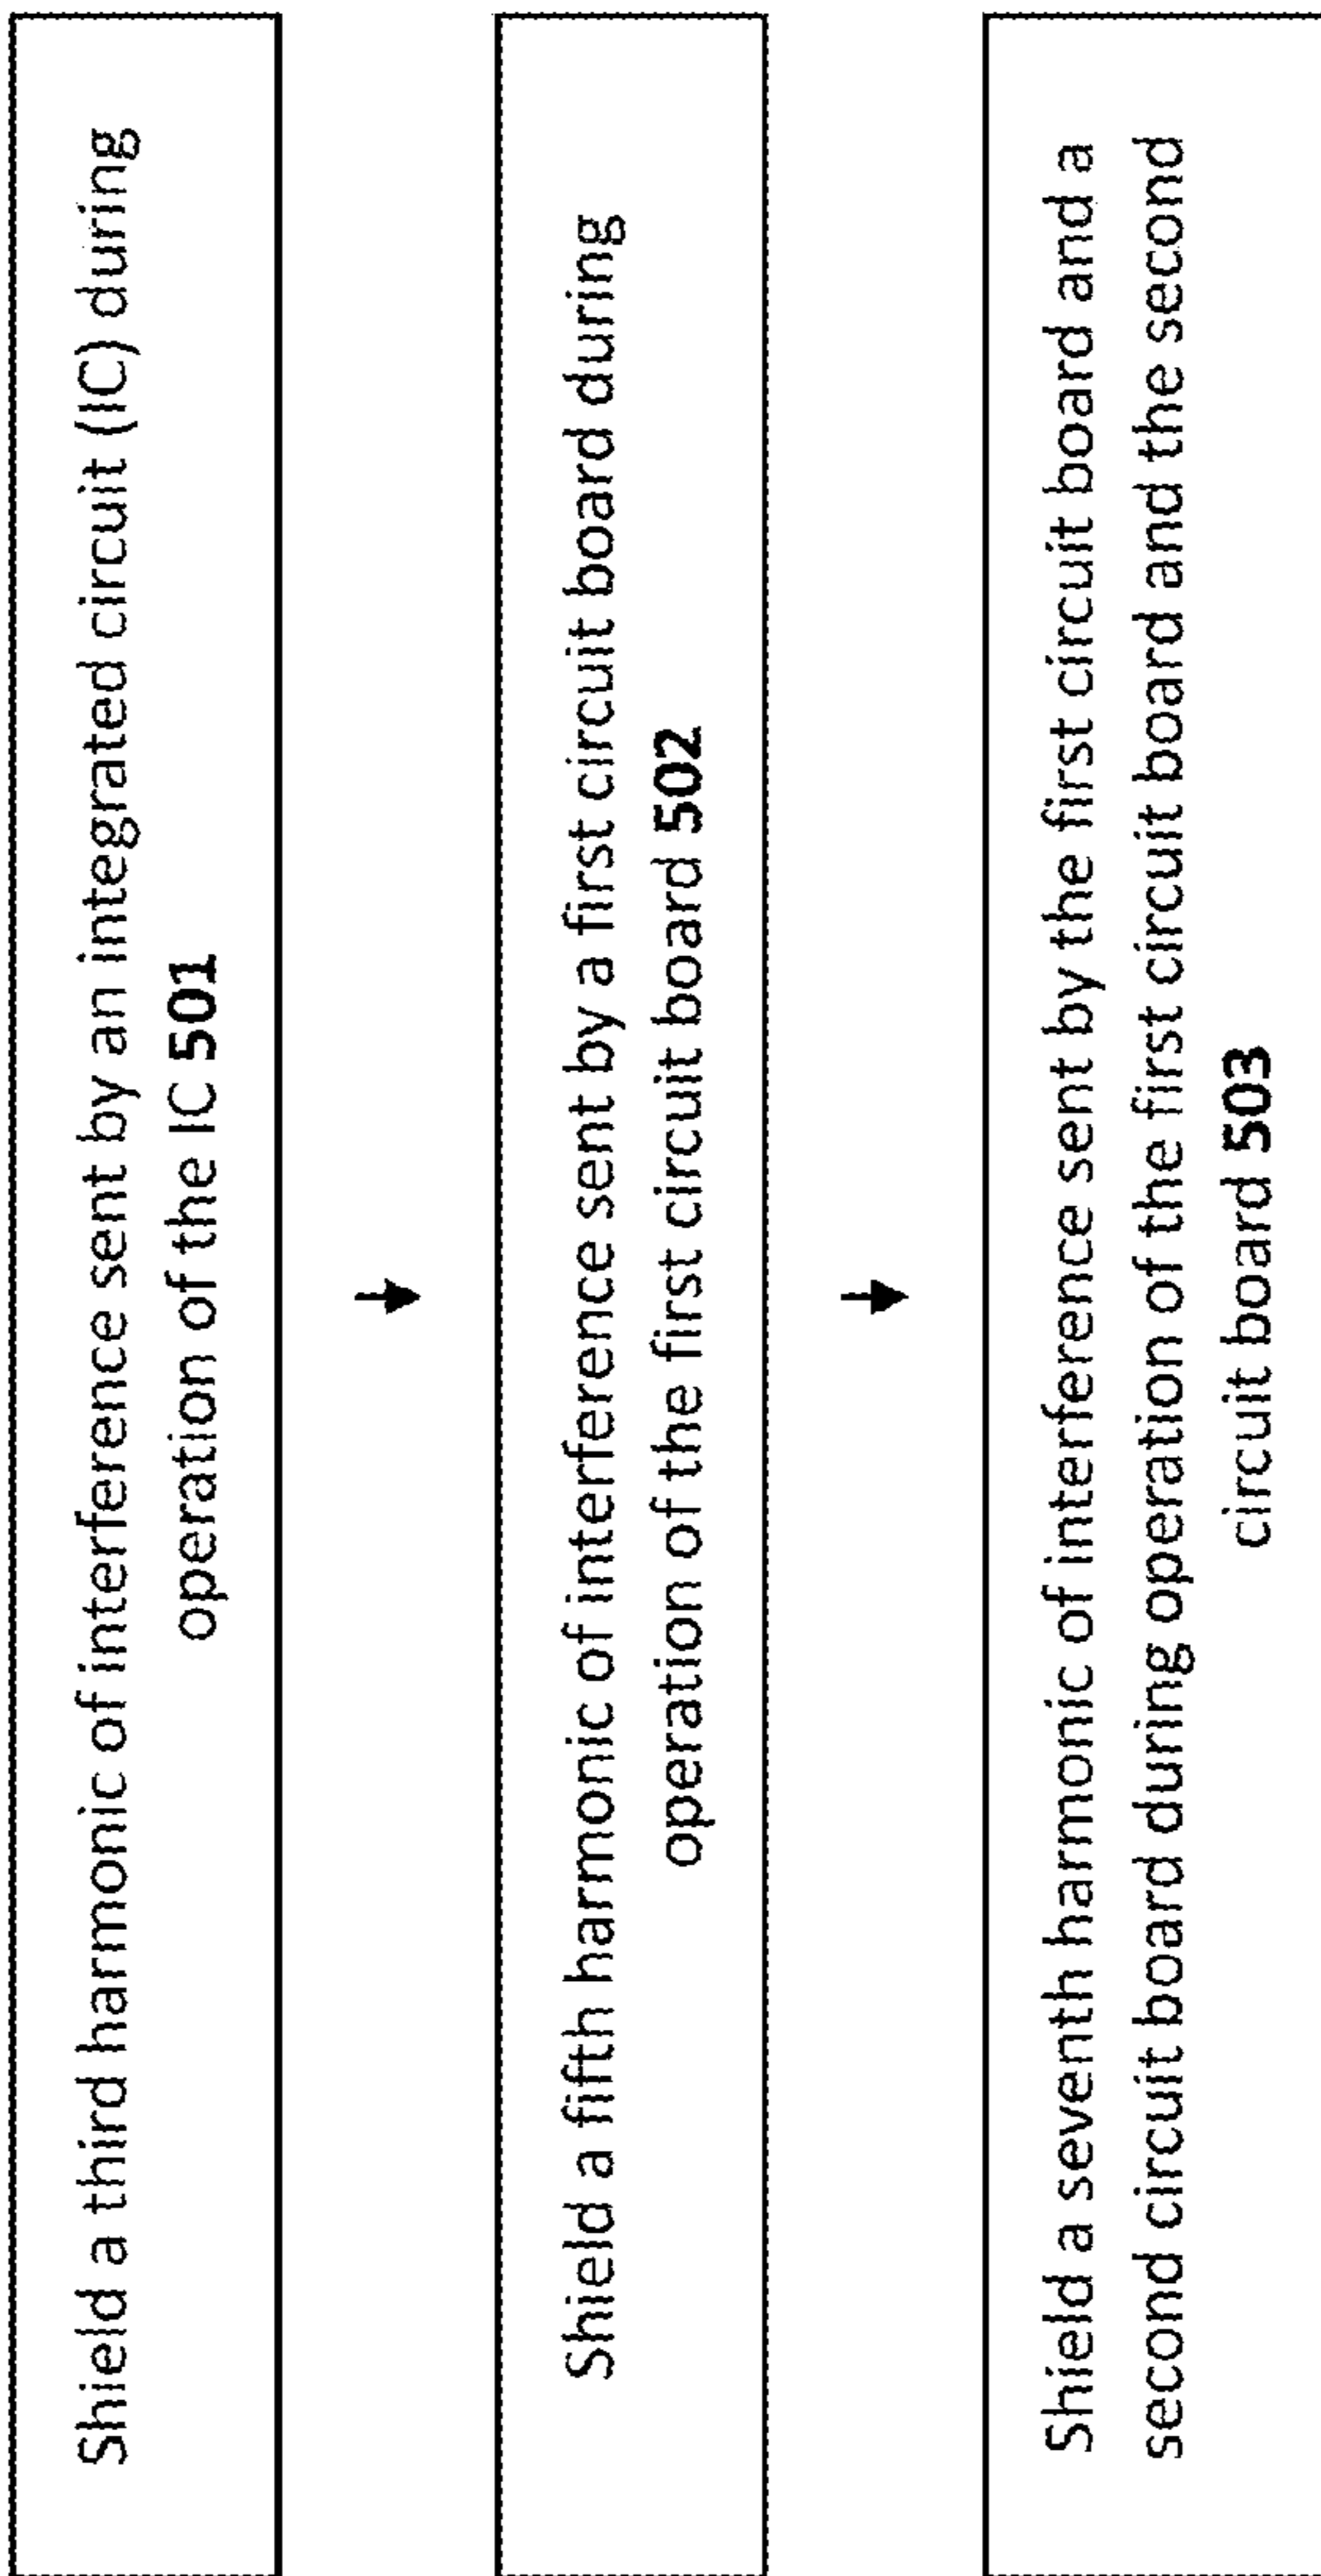 Shield a third harmonic of interference sent by an integrated circuit (IC) during
operation of the IC 501
Shield a fifth harmonic of interference sent by a first circuit board during
operation of the first circuit board 502
Shield a seventh harmonic of interference sent by the first circuit board and a
second circuit board during operation of the first circuit board and the second
circuit board 503